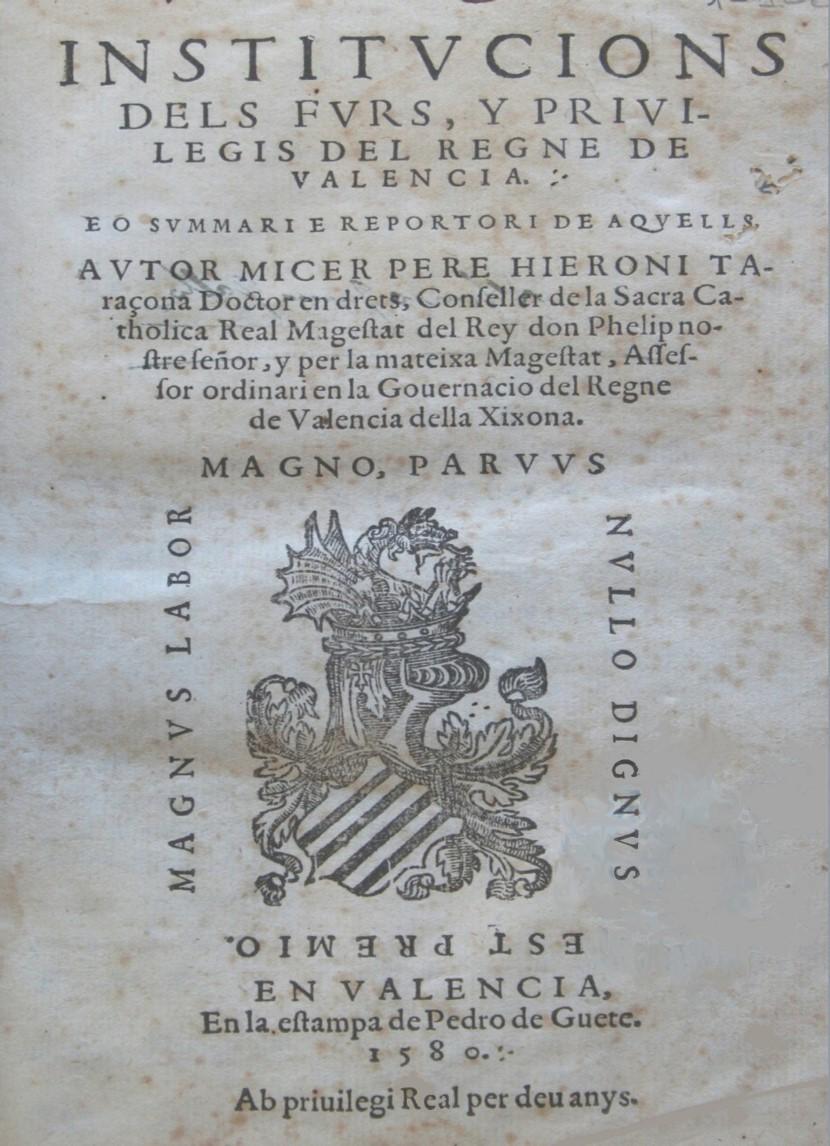 INSTITVCIONS
DELS FVRS, Y PRIVI-
LEGIS DEL REGNE DE
VALENCIA. :·
E O SVMMARI E REPORTORI DE AQVELLS,
AVTOR MICER PERE HIERONI TA-
raçona Doctor en drets, Conſeller de la Sacra Ca-
tholica Real Mageſtat del Rey don Phelip no-
ſtre ſeñor, y per la mateixa Mageſtat, Aſſeſ-
ſor ordinari en la Gouernacio del Regne
de Valencia della Xixona.
MAGNO, PARVVS
NVLLO DIGNVS
EST PREMIO.
MAGNVS LABOR
EN VALENCIA,
En la eſtampa de Pedro de Guete.
1580.:·
Ab priuilegi Real per deu anys.